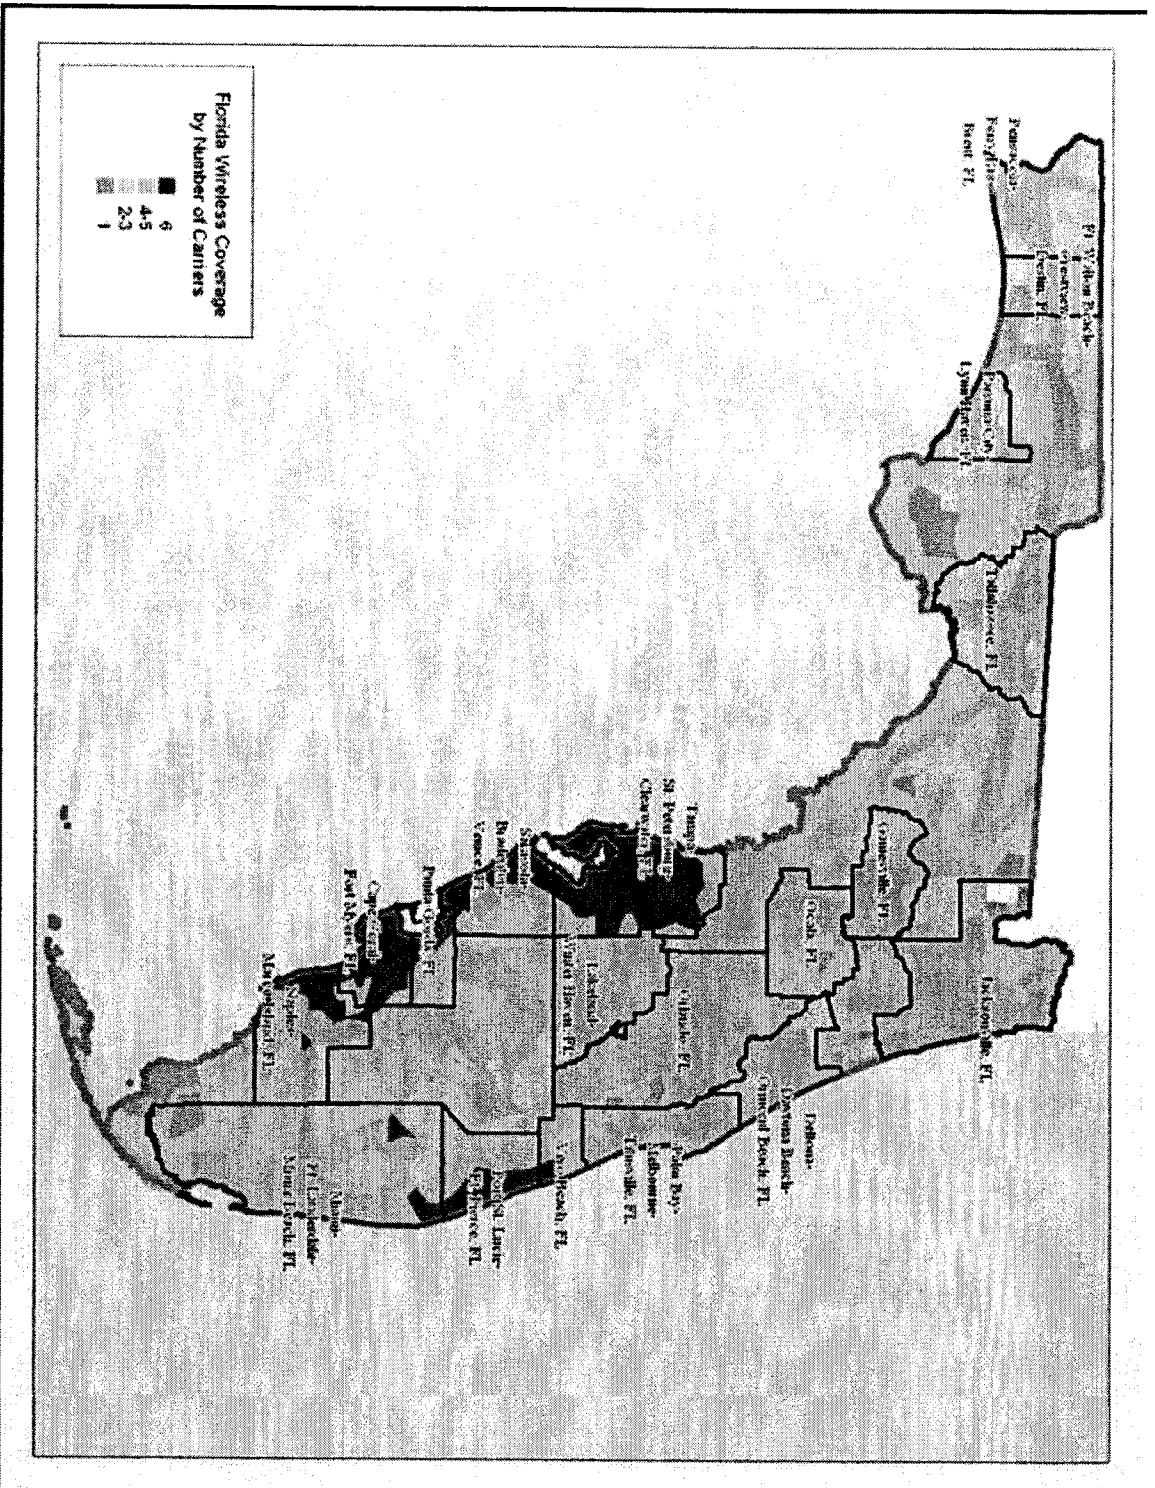 Florida Wireless Coverage
by Number of Carriers
6
4-5
2-3
1
Pensacola-
Ferry Pass-
Brent, FL
Ft. Walton Beach-
Crestview-
Destin, FL
Panama City-
Lynn Haven, FL
Tallahassee, FL
Gainesville, FL
Jacksonville, FL
Ocala, FL
Deltona-
Daytona Beach-
Ormond Beach, FL
Orlando, FL
Tampa-
St. Petersburg-
Clearwater, FL
Lakeland-
Winter Haven, FL
Palm Bay-
Melbourne-
Titusville, FL
Sarasota-
Bradenton-
Venice, FL
Vero Beach, FL
Port St. Lucie-
Ft. Pierce, FL
Punta Gorda, FL
Cape Coral-
Fort Myers, FL
Naples-
Marco Island, FL
Miami-
Ft. Lauderdale-
Miami Beach, FL